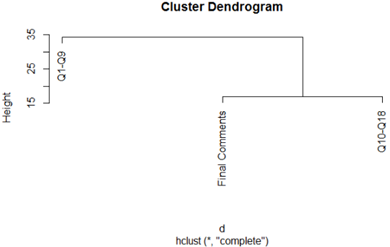 Cluster Dendrogram
Height
35
25
15
Q1-Q9
Final Comments
Q10-Q18
d
hclust (*, "complete")